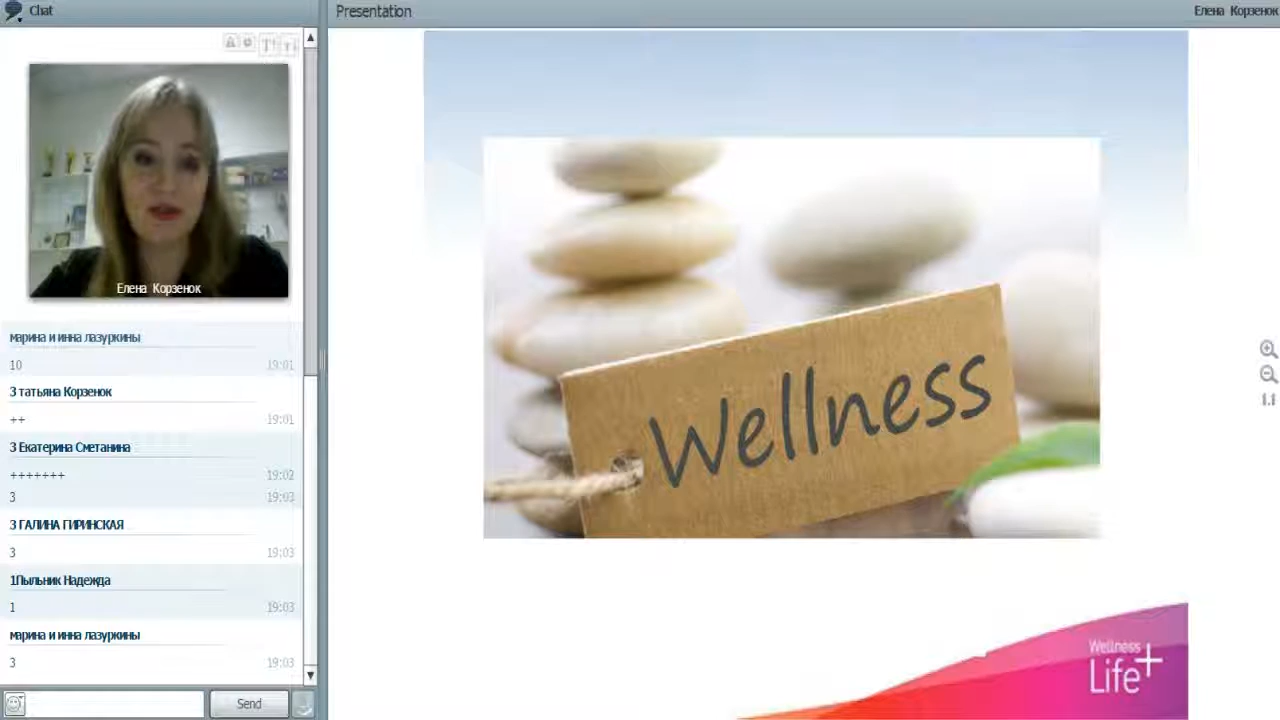 Chat
Елена Корзенок
марина и инна лазуркины
10 19:01
3 татьяна Корзенок
++ 19:01
3 Екатерина Сметанина
+++++++ 19:02
3 19:03
3 ГАЛИНА ГИРИНСКАЯ
3 19:03
1Пыльник Надежда
1 19:03
марина и инна лазуркины
3 19:03
Send
Presentation
Елена Корзенок
Wellness
Wellness
Life+
1:1